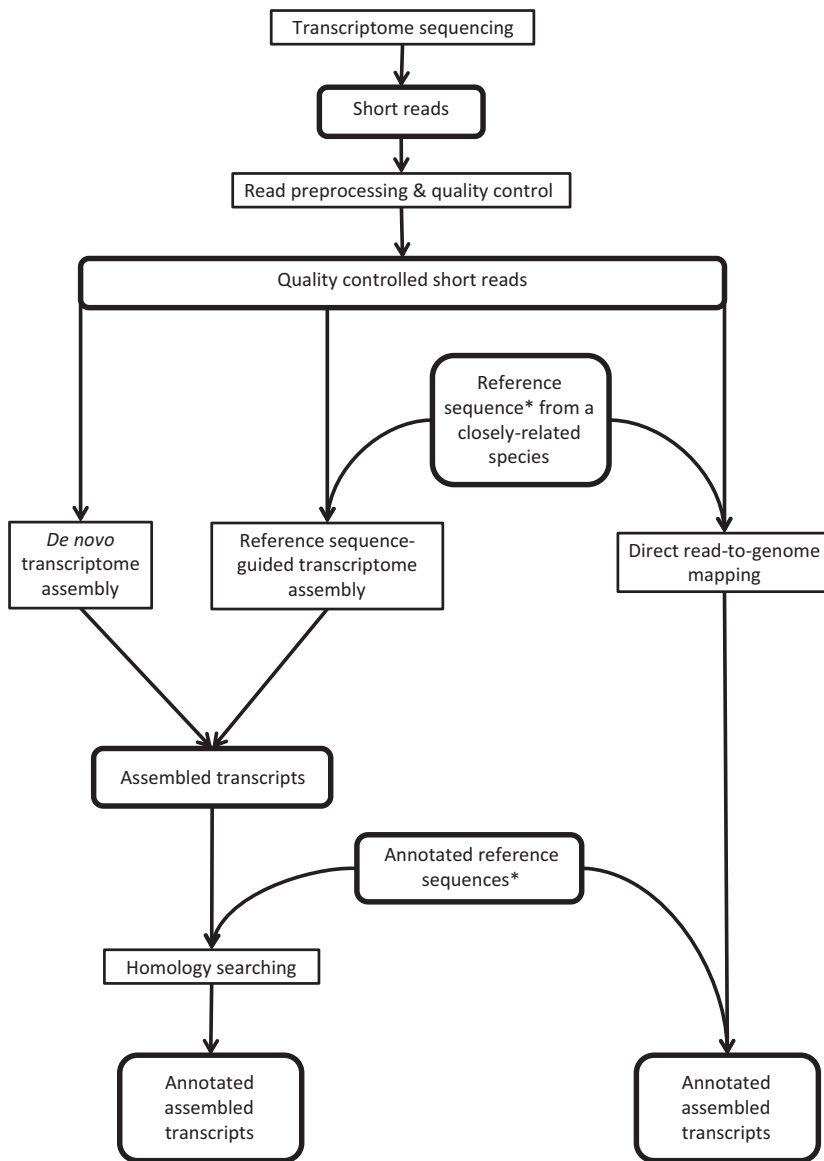 Transcriptome sequencing
Short reads
Read preprocessing & quality control
Quality controlled short reads
Reference
sequence* from a
closely-related
species
De novo
transcriptome
assembly
Reference sequence-
guided transcriptome
assembly
Direct read-to-genome
mapping
Assembled transcripts
Annotated reference
sequences*
Homology searching
Annotated
assembled
transcripts
Annotated
assembled
transcripts